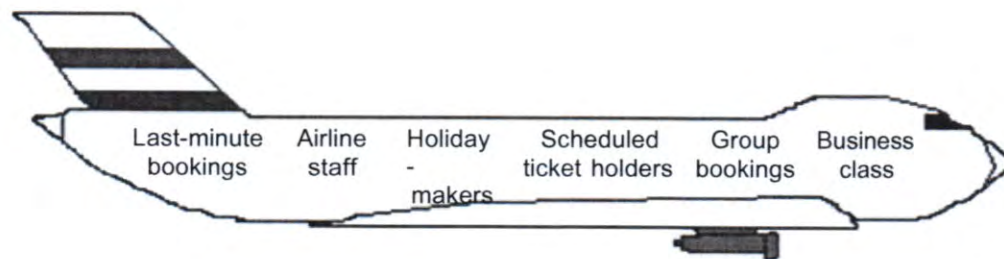 Last-minute
bookings
Airline
staff
Holiday
-
makers
Scheduled
ticket holders
Group
bookings
Business
class